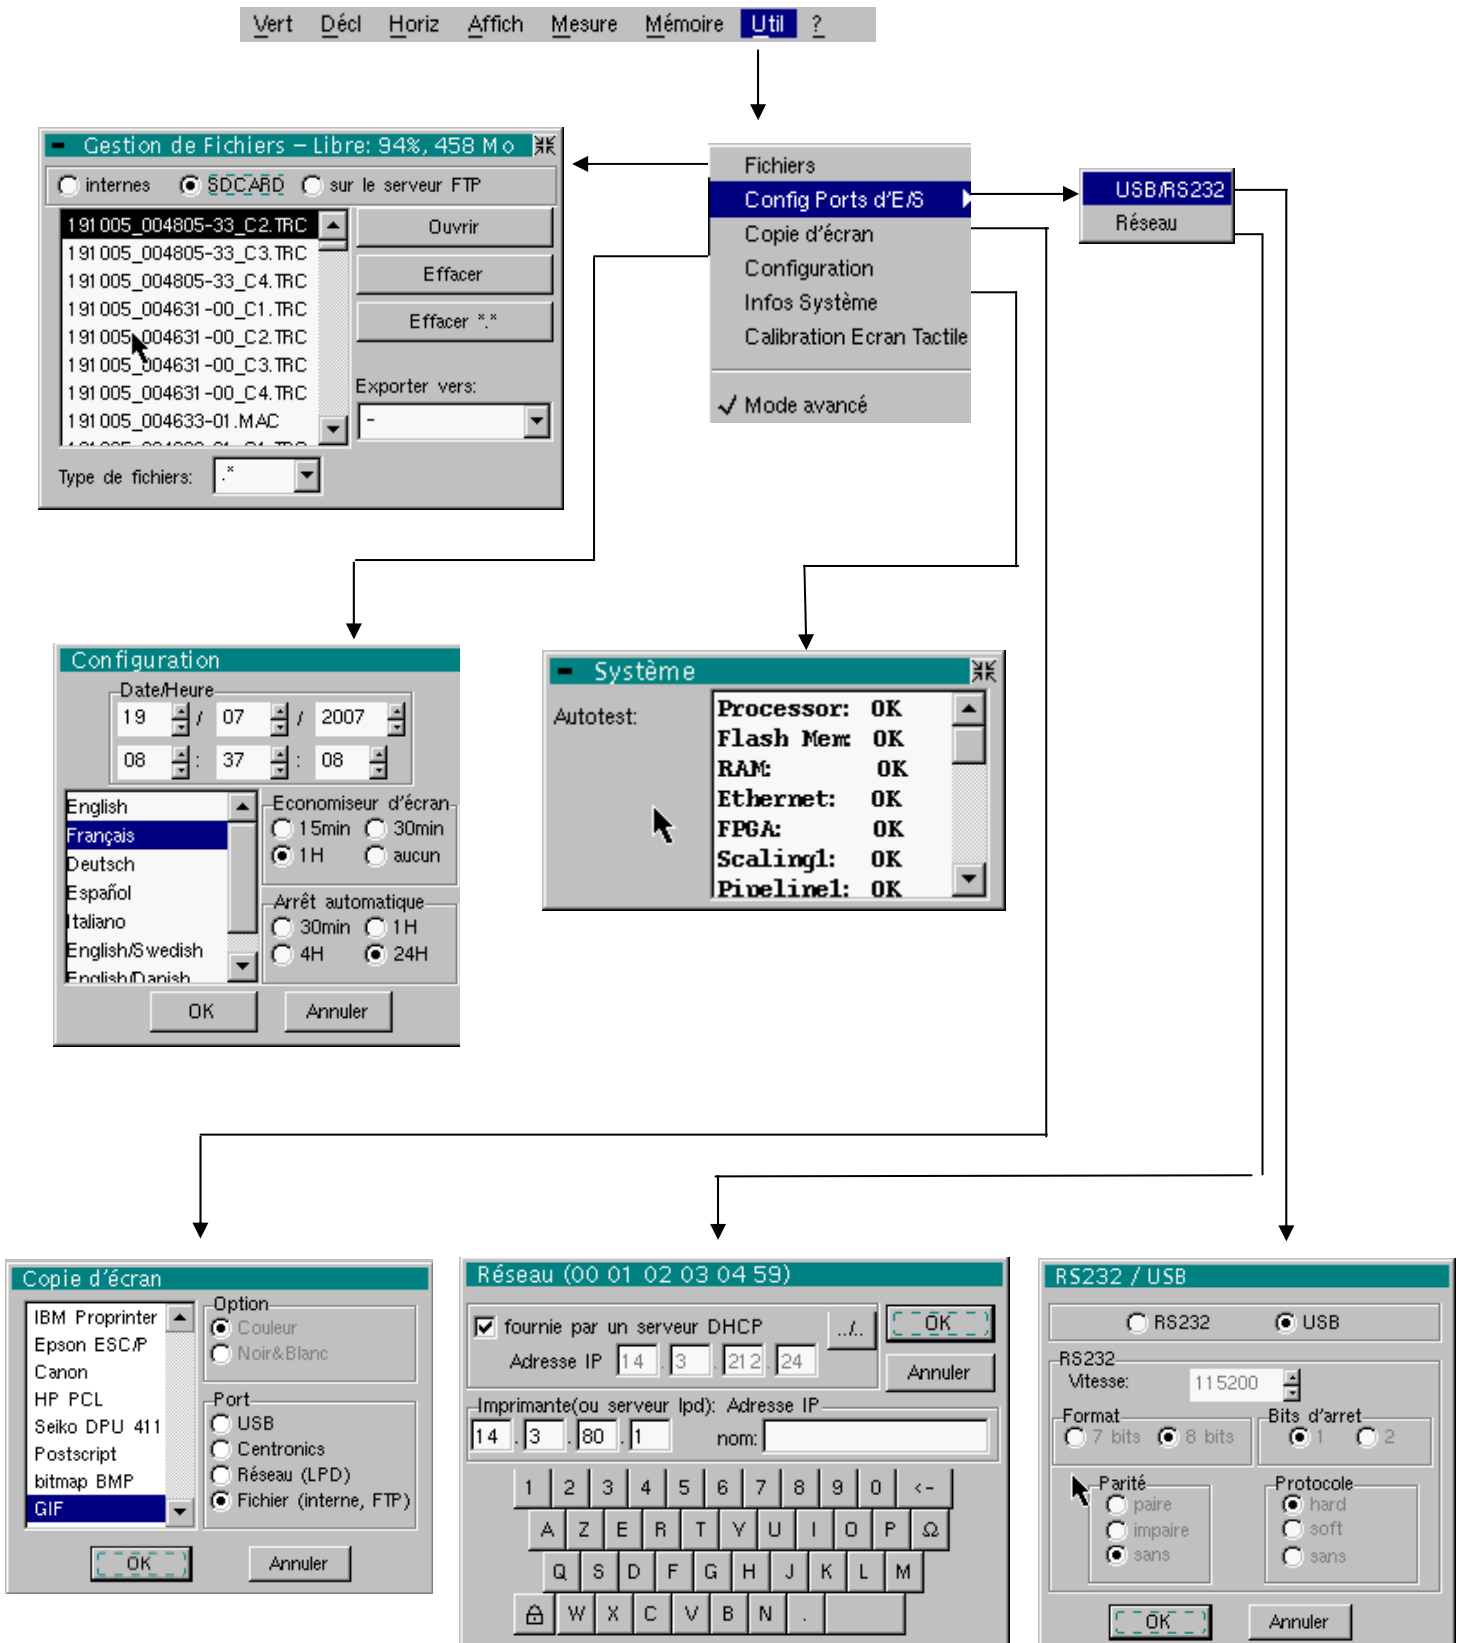 Vert Décl Horiz Affich Mesure Mémoire Util ?
Gestion de Fichiers – Libre: 94%, 458 Mo
internes SDCARD sur le serveur FTP
191005_004805-33_C2.TRC
191005_004805-33_C3.TRC
191005_004805-33_C4.TRC
191005_004631-00_C1.TRC
191005_004631-00_C2.TRC
191005_004631-00_C3.TRC
191005_004631-00_C4.TRC
191005_004633-01.MAC
Ouvrir
Effacer
Effacer *.*
Exporter vers:
-
Type de fichiers: .*
Fichiers
Config Ports d'E/S
Copie d'écran
Configuration
Infos Système
Calibration Ecran Tactile
Mode avancé
USB/RS232
Réseau
Configuration
Date/Heure
19 / 07 / 2007
08 : 37 : 08
English
Français
Deutsch
Español
Italiano
English/Swedish
English/Danish
Economiseur d'écran
15min 30min
1H aucun
Arrêt automatique
30min 1H
4H 24H
OK Annuler
Système
Autotest:
Processor: OK
Flash Mem: OK
RAM: OK
Ethernet: OK
FPGA: OK
Scaling1: OK
Pipeline1: OK
Copie d'écran
IBM Proprinter
Epson ESC/P
Canon
HP PCL
Seiko DPU 411
Postscript
bitmap BMP
GIF
Option
Couleur
Noir&Blanc
Port
USB
Centronics
Réseau (LPD)
Fichier (interne, FTP)
OK Annuler
Réseau (00 01 02 03 04 59)
fournie par un serveur DHCP ../..
Adresse IP 14 . 3 . 212 . 24
OK
Annuler
Imprimante(ou serveur lpd): Adresse IP
14 . 3 . 80 . 1 nom:
1 2 3 4 5 6 7 8 9 0 <-
A Z E R T Y U I O P Ω
Q S D F G H J K L M
W X C V B N .
RS232 / USB
RS232 USB
RS232
Vitesse: 115200
Format
7 bits 8 bits
Bits d'arret
1 2
Parité
paire
impaire
sans
Protocole
hard
soft
sans
OK Annuler